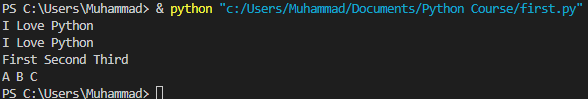 PS C:\Users\Muhammad> & python "c:/Users/Muhammad/Documents/Python Course/first.py"
I Love Python
I Love Python
First Second Third
A B C
PS C:\Users\Muhammad>